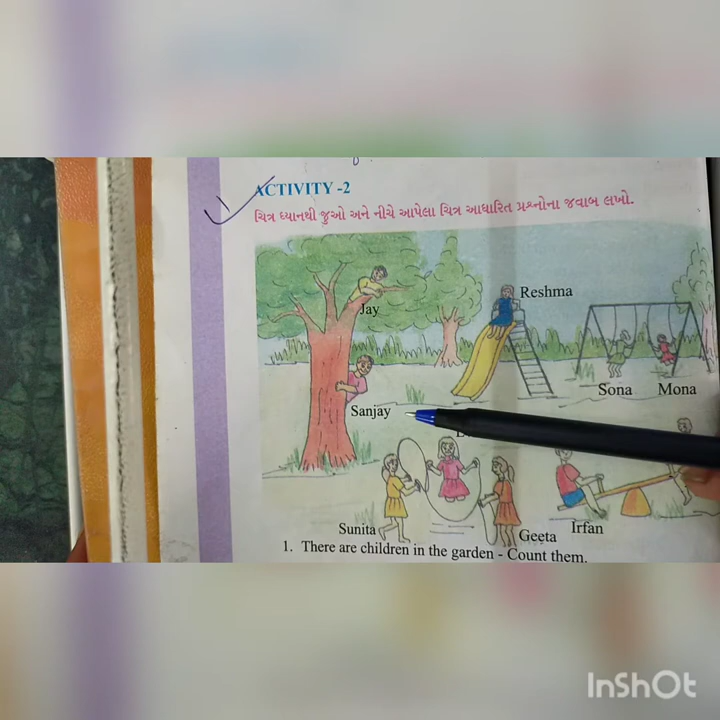 ACTIVITY -2
ચિત્ર ધ્યાનથી જુઓ અને નીચે આપેલા ચિત્ર આધારિત પ્રશ્નોના જવાબ લખો.
Reshma
Jay
Sona Mona
Sanjay
Sunita
Geeta
Irfan
1. There are children in the garden - Count them.
InShOt